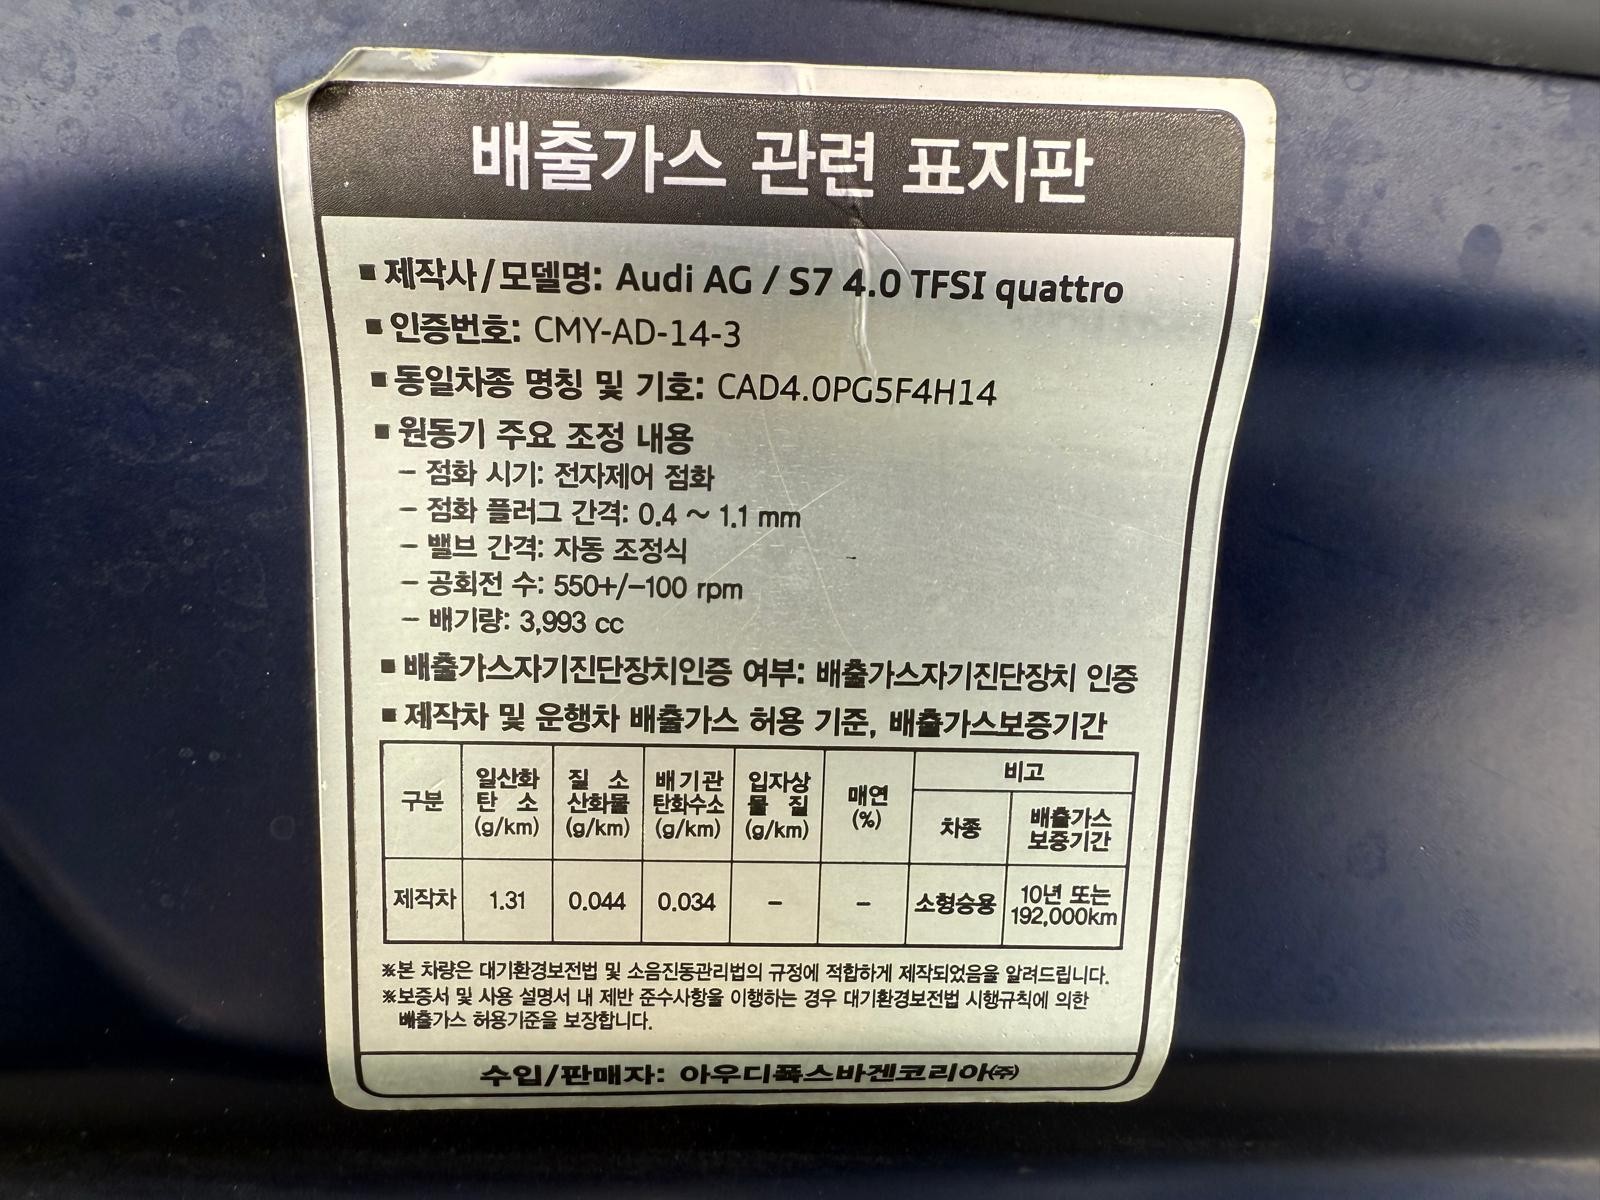 배출가스 관련 표지판
▪ 제작사/모델명: Audi AG / S7 4.0 TFSI quattro
▪ 인증번호: CMY-AD-14-3
▪ 동일차종 명칭 및 기호: CAD4.0PG5F4H14
▪ 원동기 주요 조정 내용
– 점화 시기: 전자제어 점화
– 점화 플러그 간격: 0.4 ~ 1.1 mm
– 밸브 간격: 자동 조정식
– 공회전 수: 550+/-100 rpm
– 배기량: 3,993 cc
▪ 배출가스자기진단장치인증 여부: 배출가스자기진단장치 인증
▪ 제작차 및 운행차 배출가스 허용 기준, 배출가스보증기간
구분 일산화 탄 소 (g/km) 질 소 산화물 (g/km) 배기관 탄화수소 (g/km) 입자상 물 질 (g/km) 매연 (%) 비고
차종 배출가스 보증기간
제작차 1.31 0.044 0.034 – – 소형승용 10년 또는 192,000km
※본 차량은 대기환경보전법 및 소음진동관리법의 규정에 적합하게 제작되었음을 알려드립니다.
※보증서 및 사용 설명서 내 제반 준수사항을 이행하는 경우 대기환경보전법 시행규칙에 의한
배출가스 허용기준을 보장합니다.
수입/판매자: 아우디폭스바겐코리아㈜